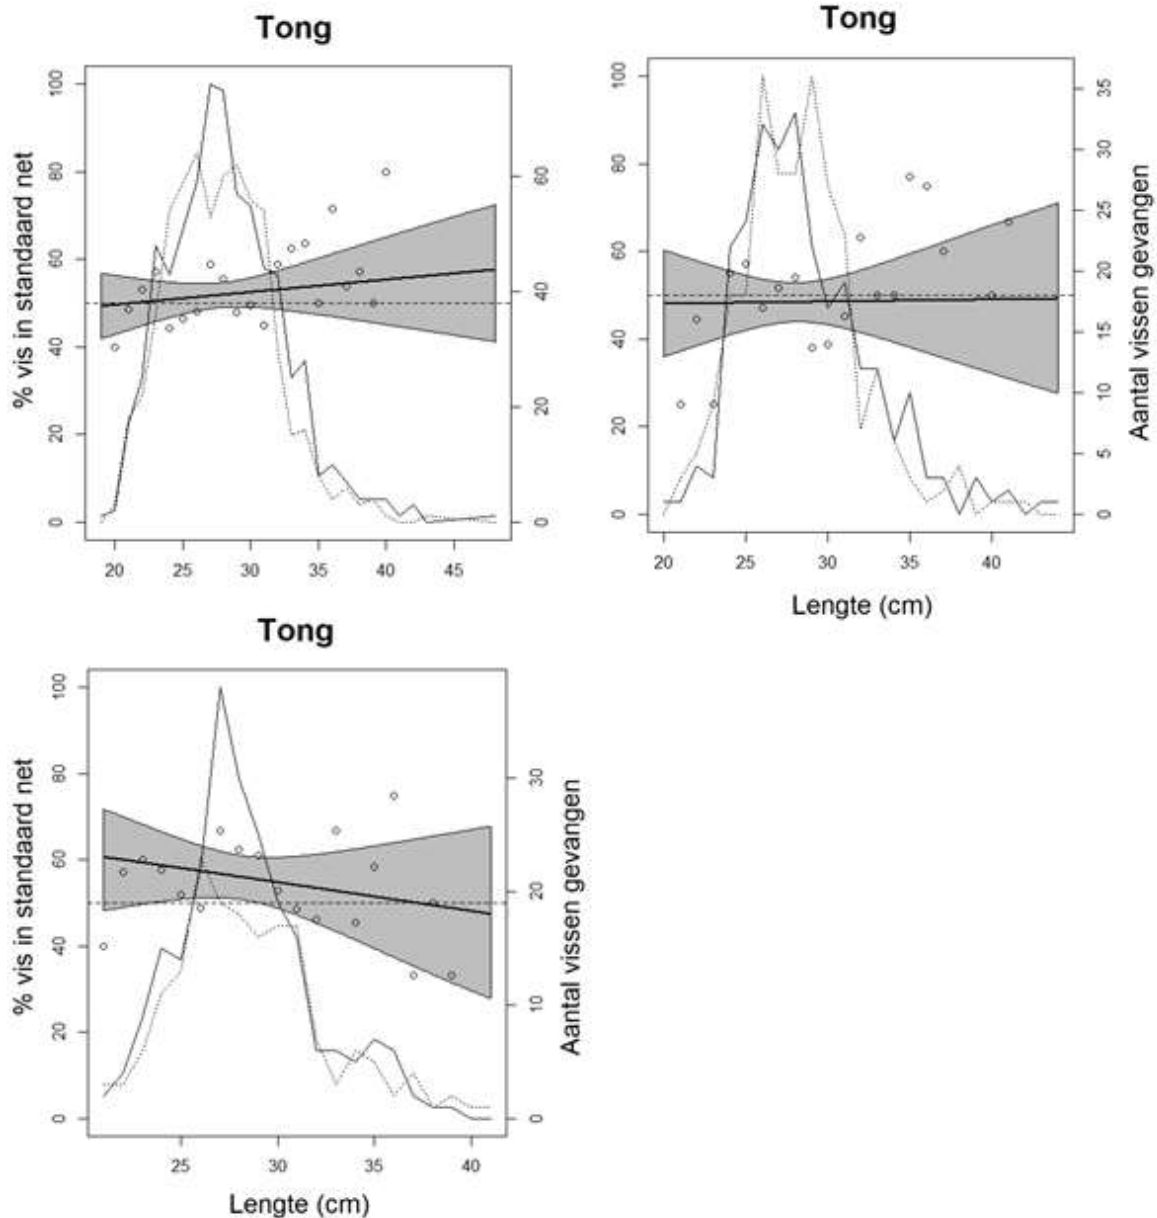 Tong
% vis in standaard net
0 20 40 60 80 100
0 20 40 60
20 25 30 35 40 45
Tong
0 20 40 60 80 100
0 5 10 15 20 25 30 35
Aantal vissen gevangen
20 25 30 35 40
Lengte (cm)
Tong
% vis in standaard net
0 20 40 60 80 100
0 10 20 30
Aantal vissen gevangen
25 30 35 40
Lengte (cm)